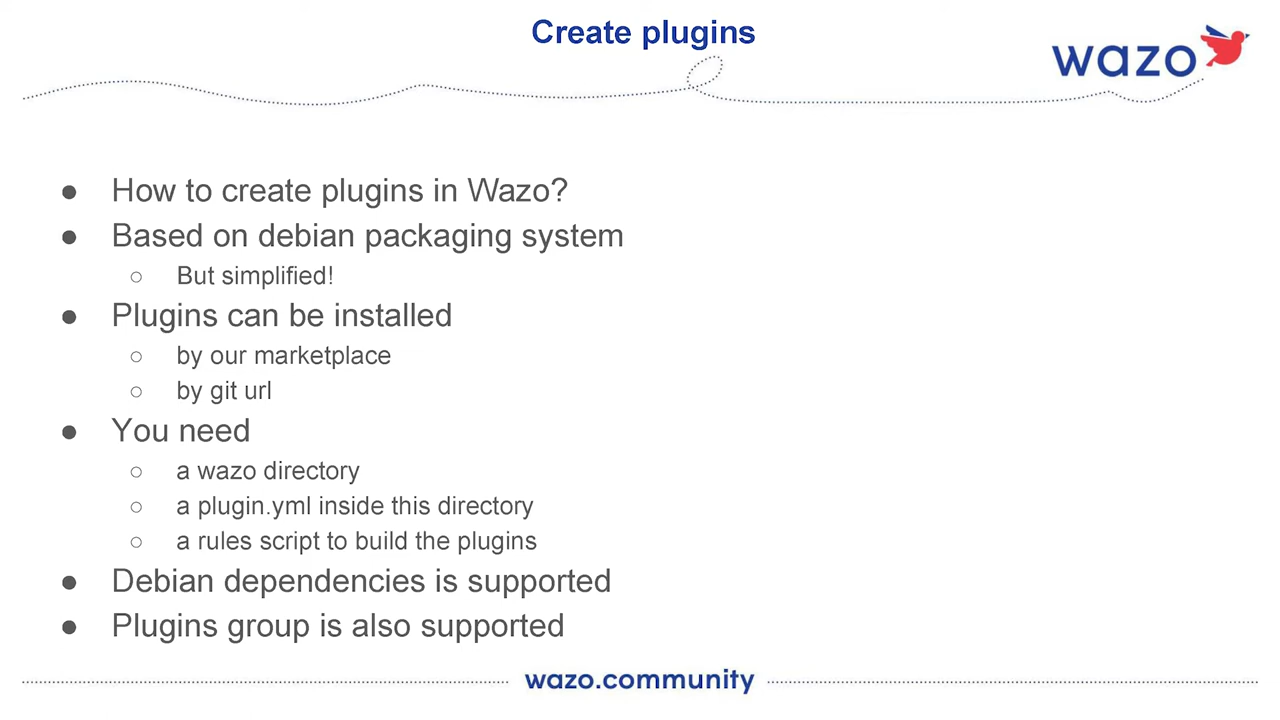 Create plugins
wazo
● How to create plugins in Wazo?
● Based on debian packaging system
○ But simplified!
● Plugins can be installed
○ by our marketplace
○ by git url
● You need
○ a wazo directory
○ a plugin.yml inside this directory
○ a rules script to build the plugins
● Debian dependencies is supported
● Plugins group is also supported
wazo.community